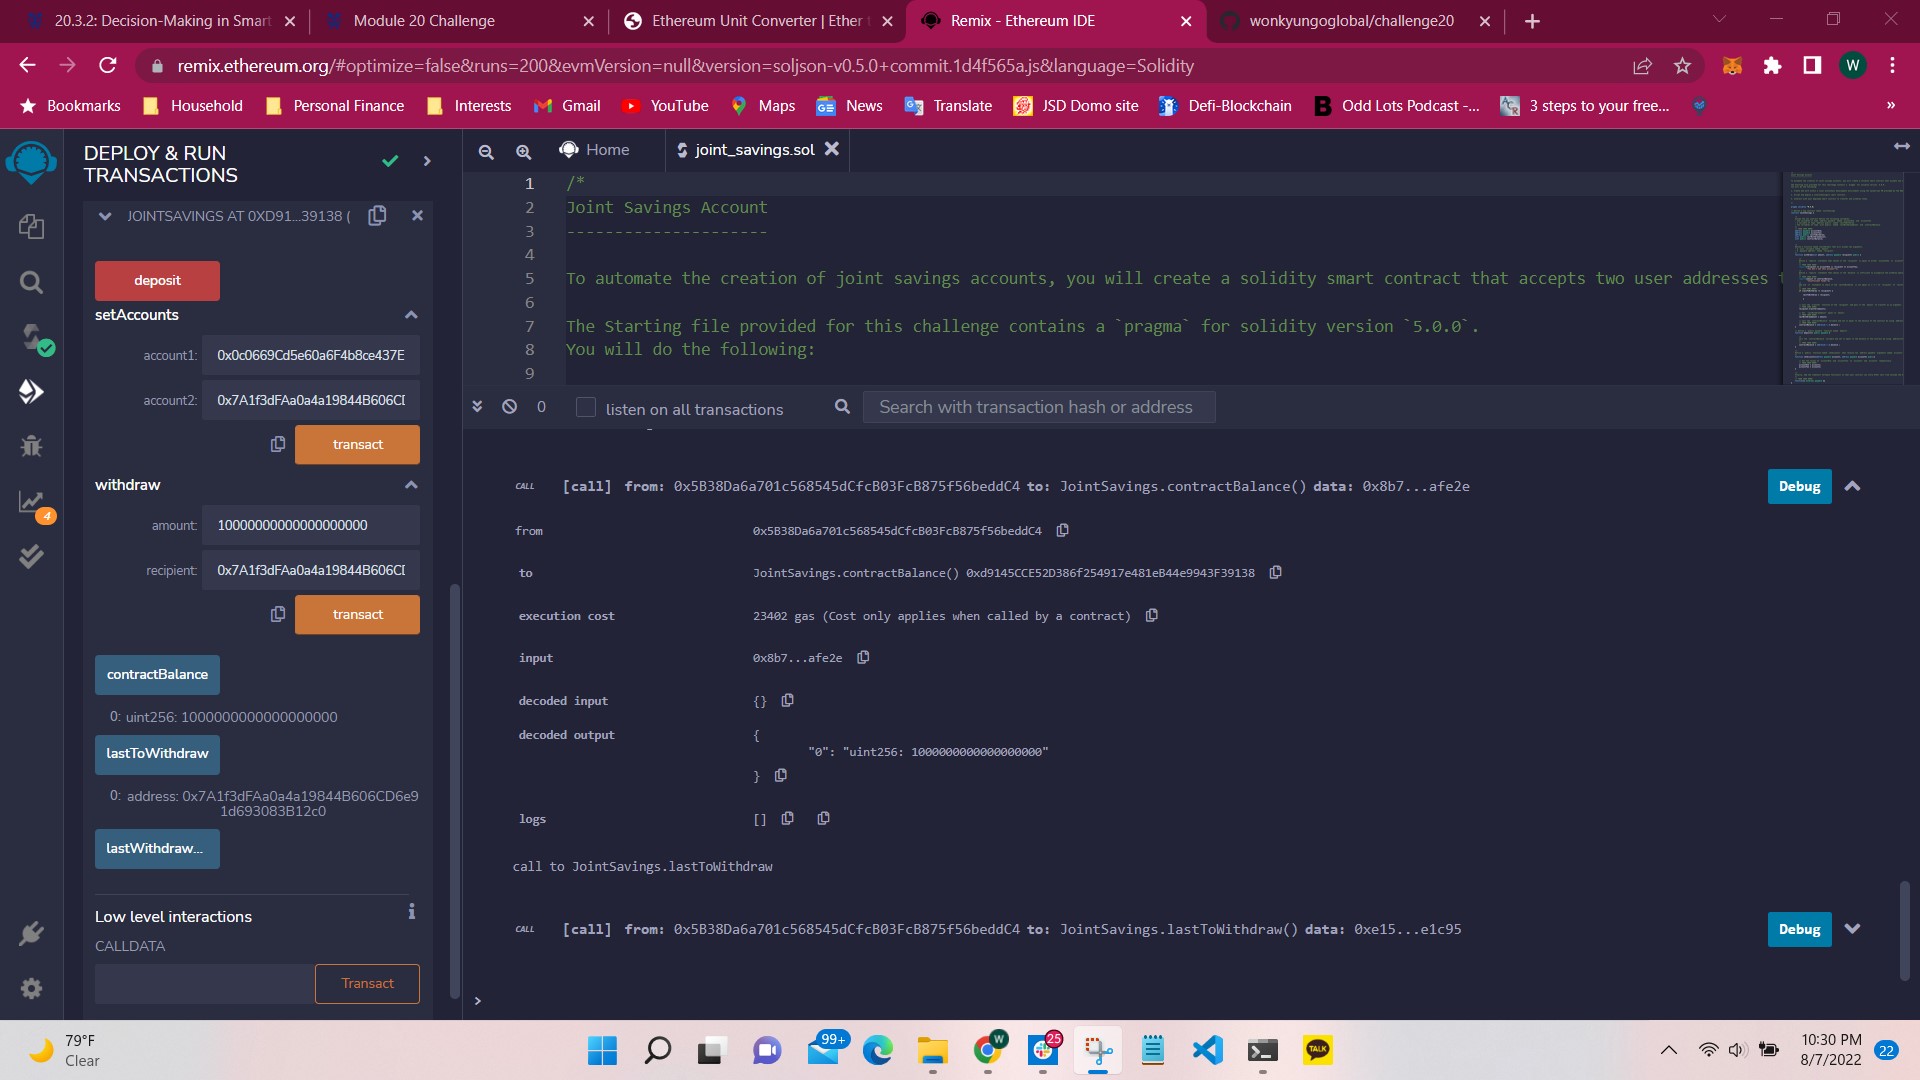 20.3.2: Decision-Making in Smart
Module 20 Challenge
Ethereum Unit Converter | Ether
Remix - Ethereum IDE
wonkyungoglobal/challenge20
remix.ethereum.org/#optimize=false&runs=200&evmVersion=null&version=soljson-v0.5.0+commit.1d4f565a.js&language=Solidity
W
Bookmarks
Household
Personal Finance
Interests
Gmail
YouTube
Maps
News
Translate
JSD Domo site
Defi-Blockchain
Odd Lots Podcast -...
3 steps to your free...
»
DEPLOY & RUN
TRANSACTIONS
JOINTSAVINGS AT 0XD91...39138 (
deposit
setAccounts
account1: 0x0c0669Cd5e60a6F4b8ce437E
account2: 0x7A1f3dFAa0a4a19844B606CD
transact
withdraw
amount: 10000000000000000000
recipient: 0x7A1f3dFAa0a4a19844B606CD
transact
contractBalance
0: uint256: 1000000000000000000
lastToWithdraw
0: address: 0x7A1f3dFAa0a4a19844B606CD6e9
1d693083B12c0
lastWithdraw...
Low level interactions
CALLDATA
Transact
4
Home
joint_savings.sol
1 /*
2 Joint Savings Account
3 ---------------------
4
5 To automate the creation of joint savings accounts, you will create a solidity smart contract that accepts two user addresses
6
7 The Starting file provided for this challenge contains a `pragma` for solidity version `5.0.0`.
8 You will do the following:
9
0
listen on all transactions
Search with transaction hash or address
CALL [call] from: 0x5B38Da6a701c568545dCfcB03FcB875f56beddC4 to: JointSavings.contractBalance() data: 0x8b7...afe2e
Debug
from 0x5B38Da6a701c568545dCfcB03FcB875f56beddC4
to JointSavings.contractBalance() 0xd9145CCE52D386f254917e481eB44e9943F39138
execution cost 23402 gas (Cost only applies when called by a contract)
input 0x8b7...afe2e
decoded input {}
decoded output {
"0": "uint256: 1000000000000000000"
}
logs []
call to JointSavings.lastToWithdraw
CALL [call] from: 0x5B38Da6a701c568545dCfcB03FcB875f56beddC4 to: JointSavings.lastToWithdraw() data: 0xe15...e1c95
Debug
>
79°F
Clear
99+
W
25
TALK
10:30 PM
8/7/2022
22